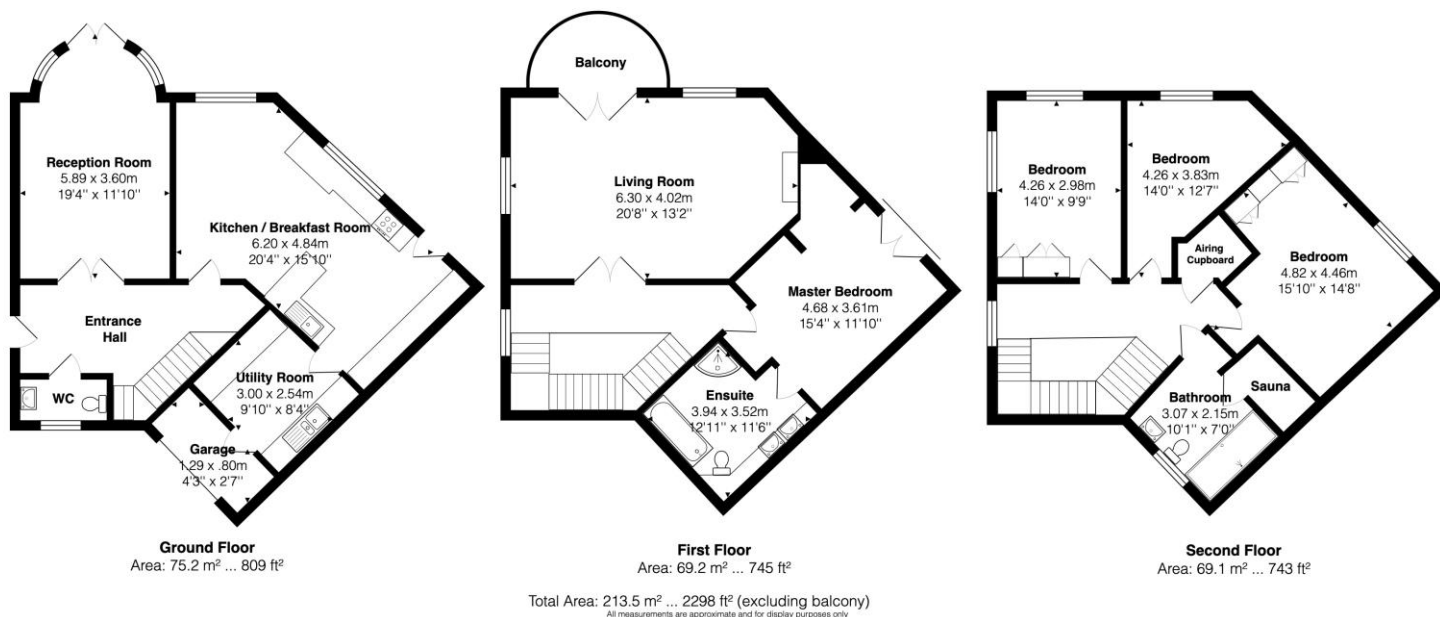 Reception Room
5.89 x 3.60m
19'4'' x 11'10''
Kitchen / Breakfast Room
6.20 x 4.84m
20'4'' x 15'10''
Entrance
Hall
WC
Utility Room
3.00 x 2.54m
9'10'' x 8'4''
Garage
1.29 x .80m
4'3'' x 2'7''
Ground Floor
Area: 75.2 m² ... 809 ft²
Balcony
Living Room
6.30 x 4.02m
20'8'' x 13'2''
Master Bedroom
4.68 x 3.61m
15'4'' x 11'10''
Ensuite
3.94 x 3.52m
12'11'' x 11'6''
First Floor
Area: 69.2 m² ... 745 ft²
Bedroom
4.26 x 2.98m
14'0'' x 9'9''
Bedroom
4.26 x 3.83m
14'0'' x 12'7''
Airing
Cupboard
Bedroom
4.82 x 4.46m
15'10'' x 14'8''
Sauna
Bathroom
3.07 x 2.15m
10'1'' x 7'0''
Second Floor
Area: 69.1 m² ... 743 ft²
Total Area: 213.5 m² ... 2298 ft² (excluding balcony)
All measurements are approximate and for display purposes only